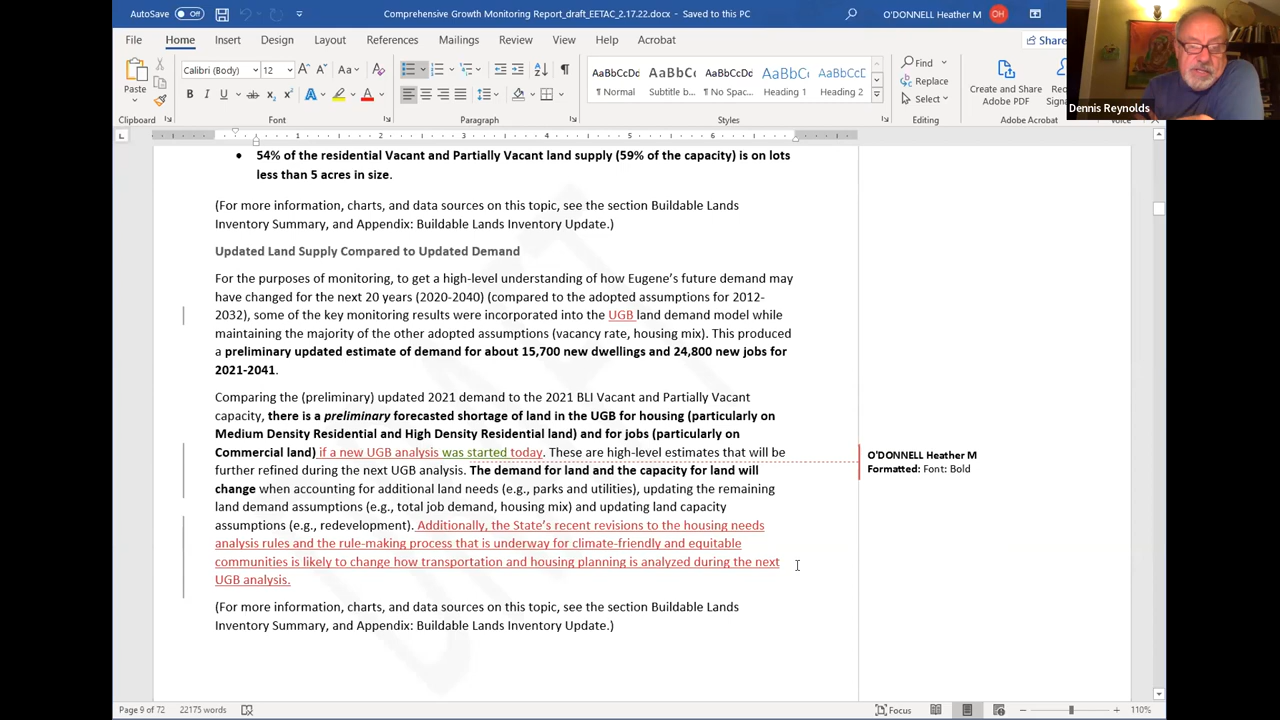 AutoSave Off
Comprehensive Growth Monitoring Report_draft_EETAC_2.17.22.docx - Saved to this PC
O'DONNELL Heather M OH
File Home Insert Design Layout References Mailings Review View Help Acrobat Share
Paste
Clipboard
Calibri (Body) 12
Font
Paragraph
AaBbCcDd AaBbCcD AaBbCcDd AaBbCcD AaBbCcDd
¶ Normal Subtitle b... ¶ No Spac... Heading 1 Heading 2
Styles
Find
Replace
Select
Editing
Create and Share
Adobe PDF
Adobe Acrobat
Dennis Reynolds
1 2 3 4 5 6
• 54% of the residential Vacant and Partially Vacant land supply (59% of the capacity) is on lots
less than 5 acres in size.
(For more information, charts, and data sources on this topic, see the section Buildable Lands
Inventory Summary, and Appendix: Buildable Lands Inventory Update.)
Updated Land Supply Compared to Updated Demand
For the purposes of monitoring, to get a high-level understanding of how Eugene's future demand may
have changed for the next 20 years (2020-2040) (compared to the adopted assumptions for 2012-
2032), some of the key monitoring results were incorporated into the UGB land demand model while
maintaining the majority of the other adopted assumptions (vacancy rate, housing mix). This produced
a preliminary updated estimate of demand for about 15,700 new dwellings and 24,800 new jobs for
2021-2041.
Comparing the (preliminary) updated 2021 demand to the 2021 BLI Vacant and Partially Vacant
capacity, there is a preliminary forecasted shortage of land in the UGB for housing (particularly on
Medium Density Residential and High Density Residential land) and for jobs (particularly on
Commercial land) if a new UGB analysis was started today. These are high-level estimates that will be
further refined during the next UGB analysis. The demand for land and the capacity for land will
change when accounting for additional land needs (e.g., parks and utilities), updating the remaining
land demand assumptions (e.g., total job demand, housing mix) and updating land capacity
assumptions (e.g., redevelopment). Additionally, the State's recent revisions to the housing needs
analysis rules and the rule-making process that is underway for climate-friendly and equitable
communities is likely to change how transportation and housing planning is analyzed during the next
UGB analysis.
(For more information, charts, and data sources on this topic, see the section Buildable Lands
Inventory Summary, and Appendix: Buildable Lands Inventory Update.)
O'DONNELL Heather M
Formatted: Font: Bold
Page 9 of 72 22175 words Focus 110%